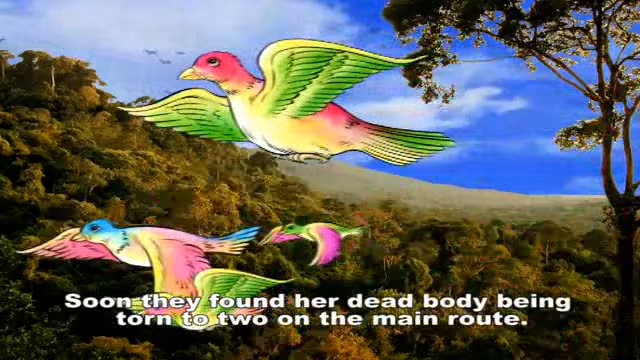 Soon they found her dead body being
torn to two on the main route.